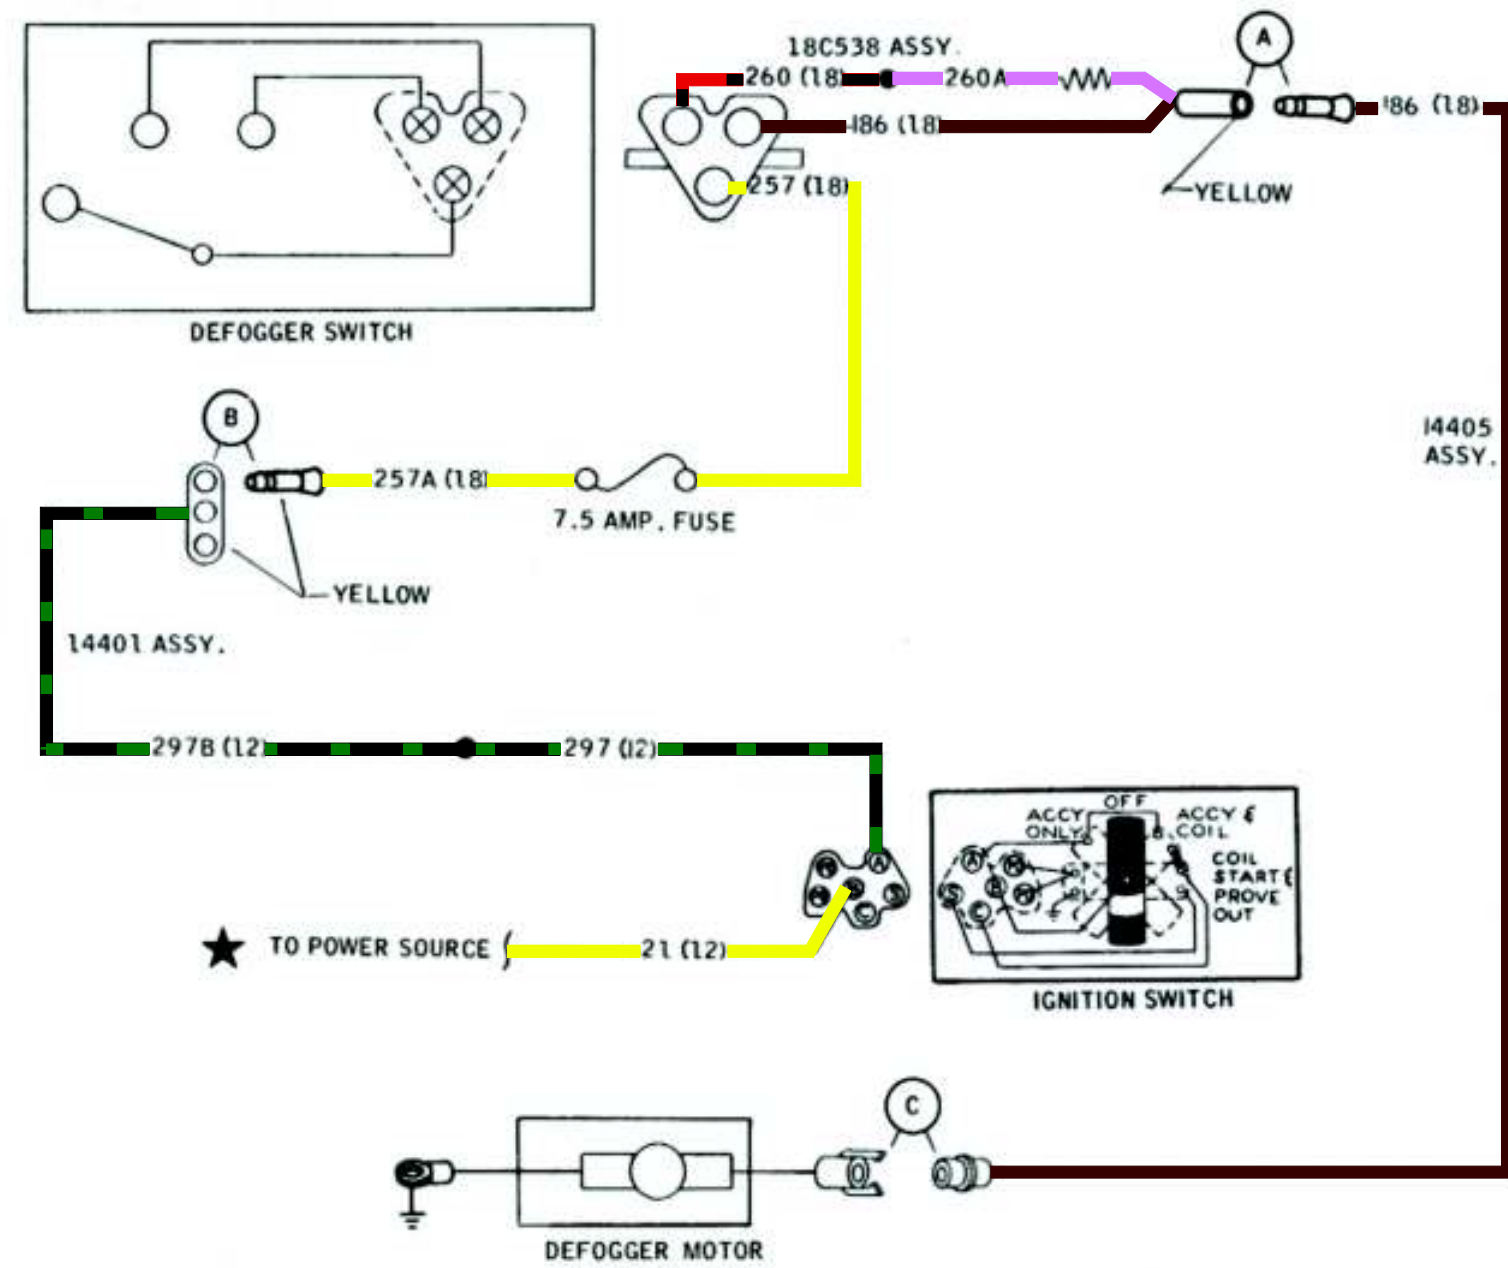 18C538 ASSY.
A
260 (18)
260A
186 (18)
186 (18)
257 (18)
YELLOW
DEFOGGER SWITCH
B
14405
ASSY.
257A (18)
7.5 AMP. FUSE
YELLOW
14401 ASSY.
297B (12)
297 (12)
OFF
ACCY
ONLY
ACCY &
COIL
COIL
START &
PROVE
OUT
A
B
S
C
A
S
C
TO POWER SOURCE
21 (12)
IGNITION SWITCH
C
DEFOGGER MOTOR